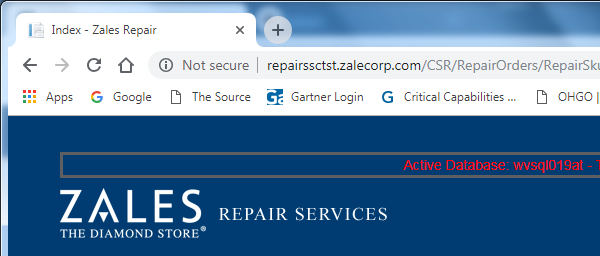 Index - Zales Repair
Not secure | repairssctst.zalecorp.com/CSR/RepairOrders/RepairSku
Apps Google The Source Gartner Login Critical Capabilities ... OHGO |
Active Database: wvsql019at -
ZALES REPAIR SERVICES
THE DIAMOND STORE®